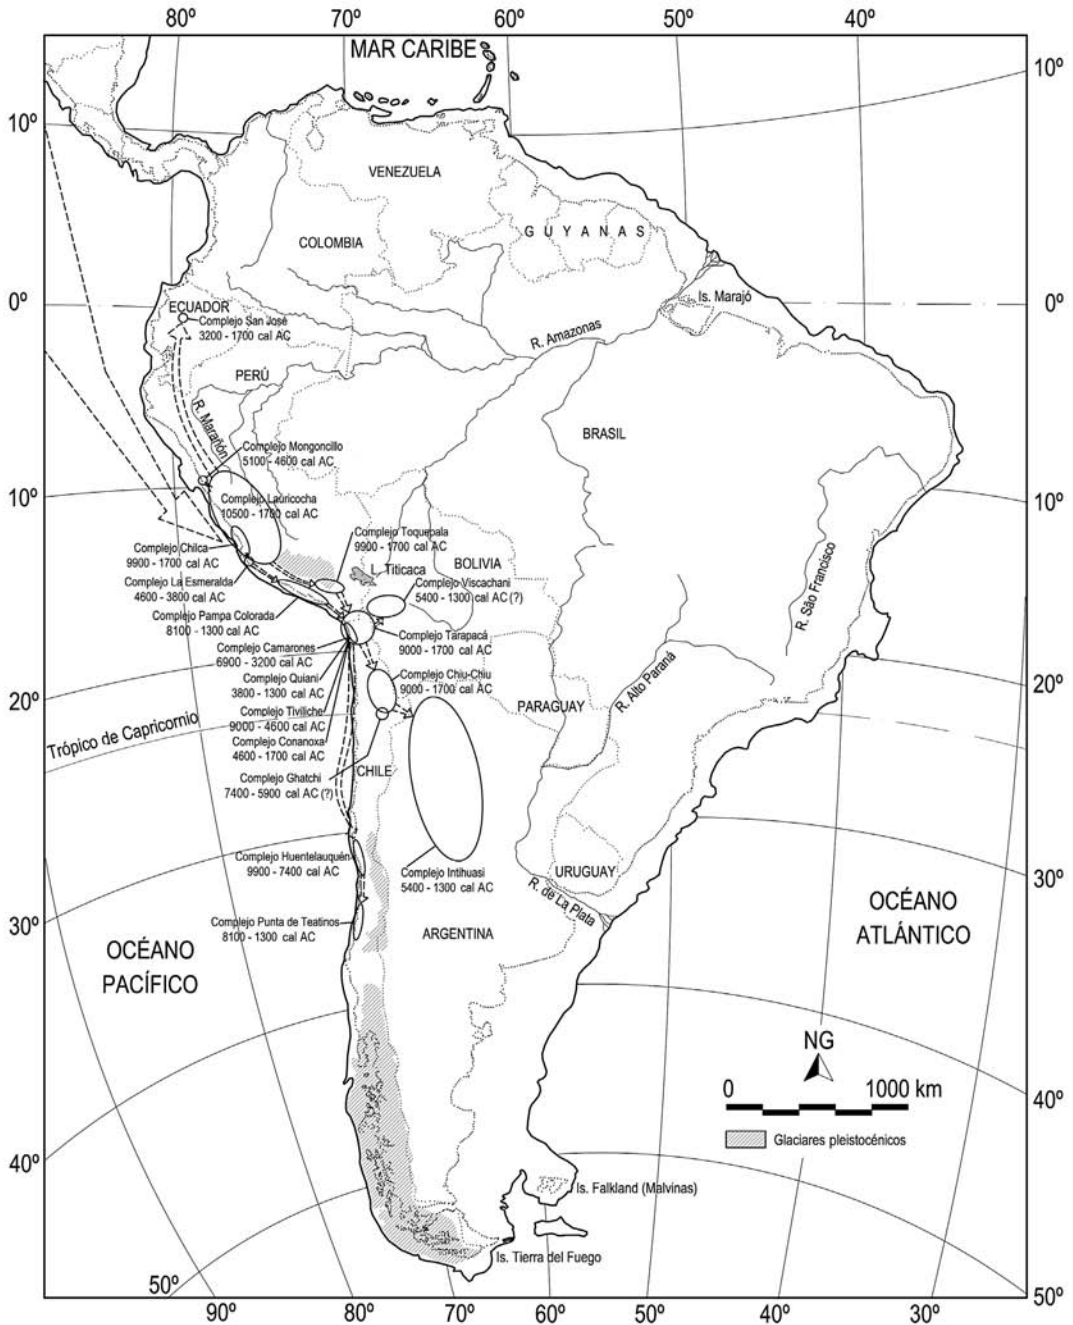 80º 70º 60º 50º 40º
MAR CARIBE
10º
10º
VENEZUELA
GUYANAS
COLOMBIA
0º
ECUADOR
Is. Marajó
0º
Complejo San José
3200 - 1700 cal AC
R. Amazonas
PERÚ
R. Marañón
BRASIL
Complejo Mongoncillo
5100 - 4600 cal AC
10º
Complejo Lauricocha
10500 - 1700 cal AC
10º
Complejo Toquepala
9900 - 1700 cal AC
Complejo Chilca
9900 - 1700 cal AC
L. Titicaca
BOLIVIA
Complejo La Esmeralda
4600 - 3800 cal AC
Complejo Viscachani
5400 - 1300 cal AC (?)
R. São Francisco
Complejo Pampa Colorada
8100 - 1300 cal AC
Complejo Tarapacá
9000 - 1700 cal AC
Complejo Camarones
6900 - 3200 cal AC
Complejo Quiani
3800 - 1300 cal AC
Complejo Chiu-Chiu
9000 - 1700 cal AC
R. Alto Paraná
20º
20º
Complejo Tiviliche
9000 - 4600 cal AC
PARAGUAY
Trópico de Capricornio
Complejo Conanoxa
4600 - 1700 cal AC
CHILE
Complejo Ghatchi
7400 - 5900 cal AC (?)
Complejo Huentelauquén
9900 - 7400 cal AC
Complejo Intihuasi
5400 - 1300 cal AC
URUGUAY
30º
R. de La Plata
OCÉANO
ATLÁNTICO
Complejo Punta de Teatinos
8100 - 1300 cal AC
30º
ARGENTINA
OCÉANO
PACÍFICO
NG
0 1000 km
40º
Glaciares pleistocénicos
40º
Is. Falkland (Malvinas)
Is. Tierra del Fuego
50º
50º
90º 80º 70º 60º 50º 40º 30º